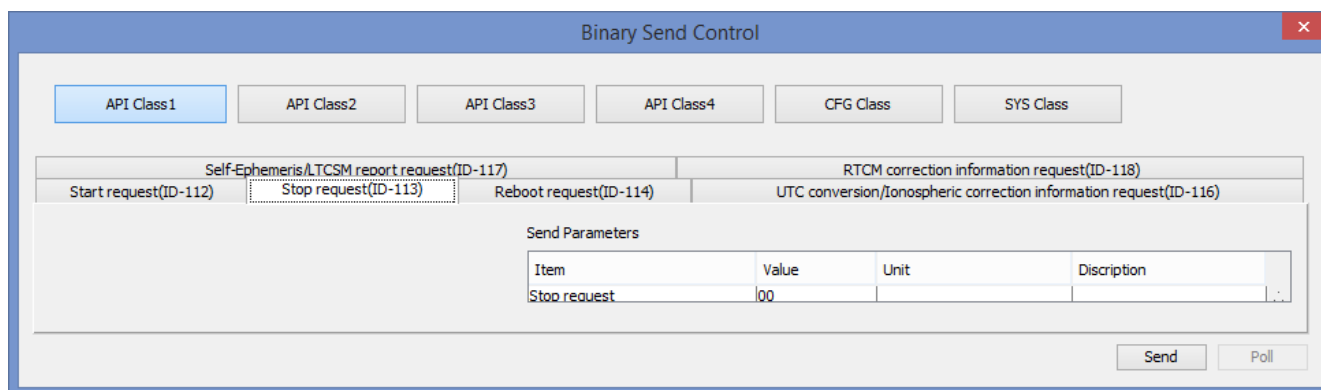 Binary Send Control
API Class1 API Class2 API Class3 API Class4 CFG Class SYS Class
Self-Ephemeris/LTCSM report request(ID-117) RTCM correction information request(ID-118)
Start request(ID-112) Stop request(ID-113) Reboot request(ID-114) UTC conversion/Ionospheric correction information request(ID-116)
Send Parameters
Item Value Unit Discription
Stop request 00
Send Poll